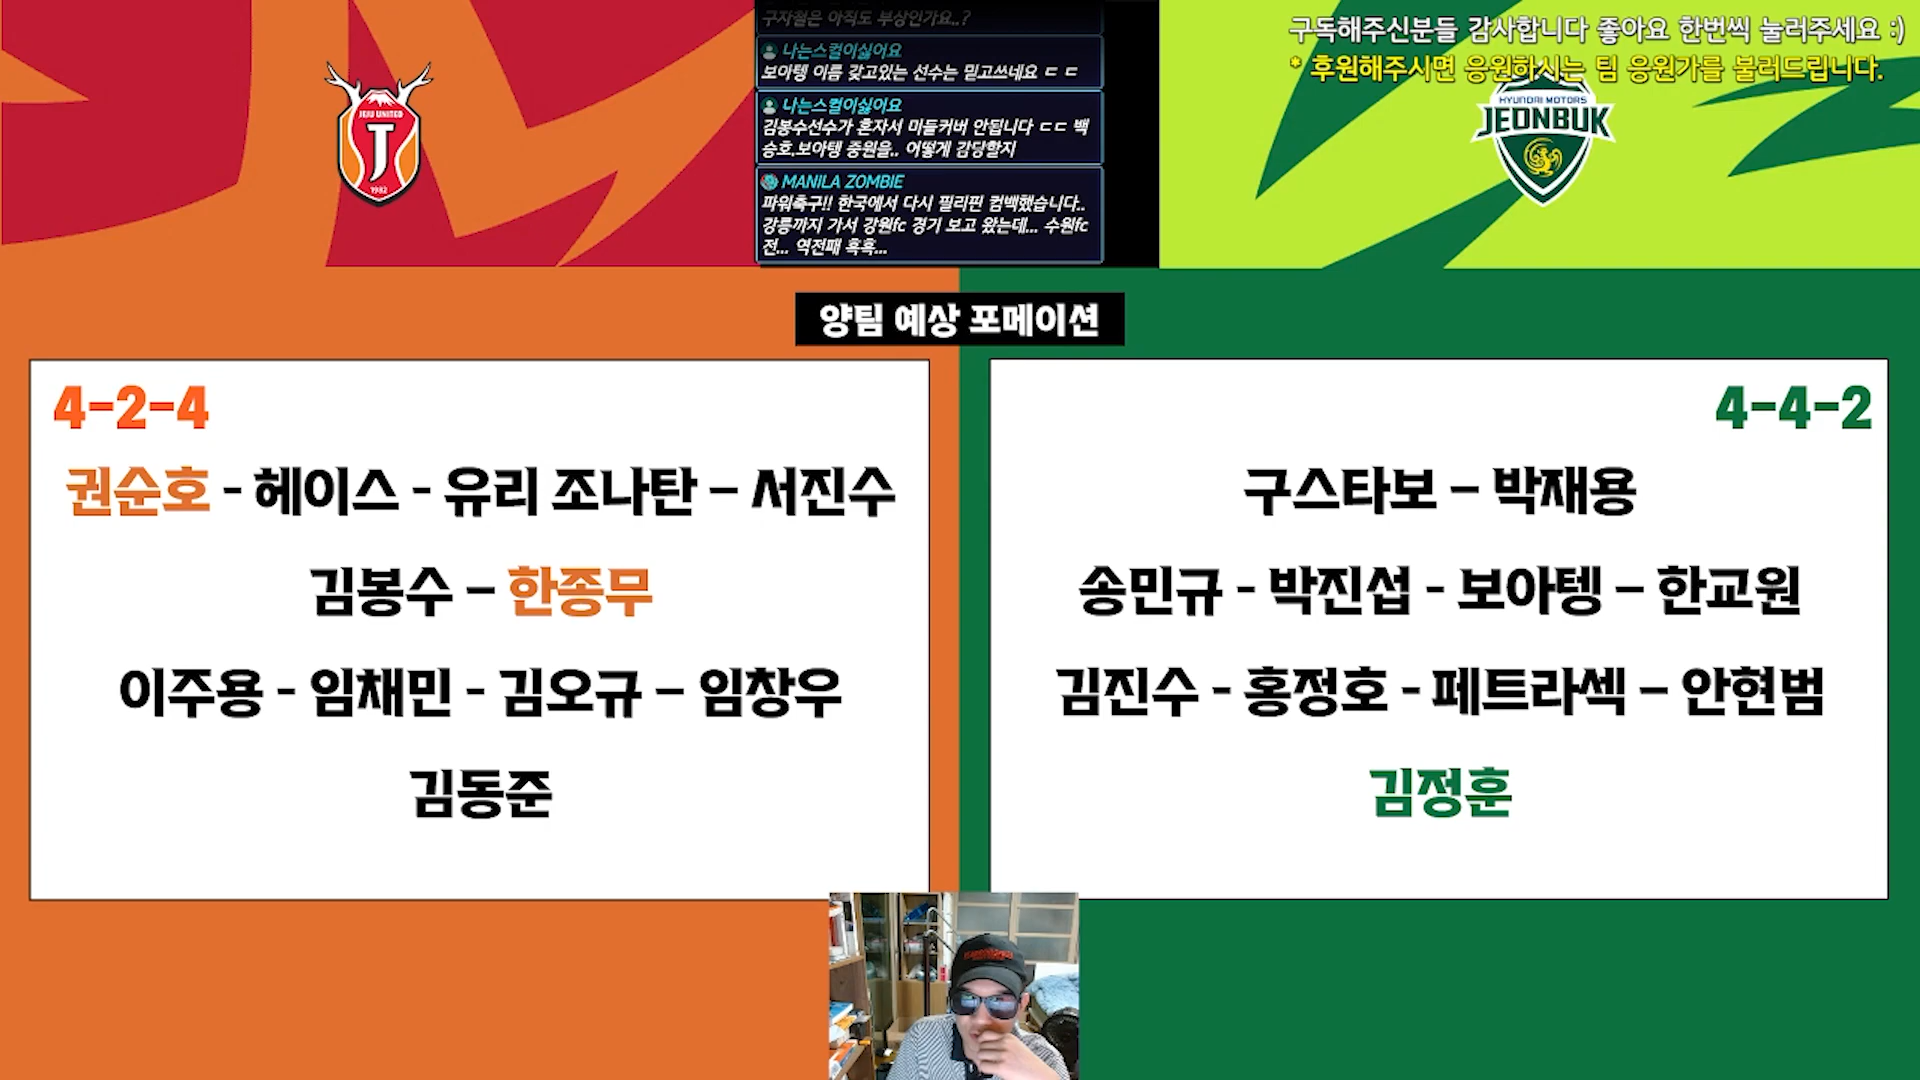 구자철은 아직도 부상인가요..?
나는스컬이싫어요
보아텡 이름 갖고있는 선수는 믿고쓰네요 ㄷ ㄷ
나는스컬이싫어요
김봉수선수가 혼자서 미들커버 안됩니다 ㄷㄷ 백
승호.보아텡 중원을.. 어떻게 감당할지
MANILA ZOMBIE
파워축구!! 한국에서 다시 필리핀 컴백했습니다..
강릉까지 가서 강원fc 경기 보고 왔는데... 수원fc
전... 역전패 흑흑...
구독해주신분들 감사합니다 좋아요 한번씩 눌러주세요 :)
* 후원해주시면 응원하시는 팀 응원가를 불러드립니다.
JEJU UNITED
J
1982
HYUNDAI MOTORS
JEONBUK
양팀 예상 포메이션
4-2-4
권순호 - 헤이스 - 유리 조나탄 – 서진수
김봉수 – 한종무
이주용 - 임채민 - 김오규 – 임창우
김동준
4-4-2
구스타보 – 박재용
송민규 - 박진섭 - 보아텡 – 한교원
김진수 - 홍정호 - 페트라섹 – 안현범
김정훈